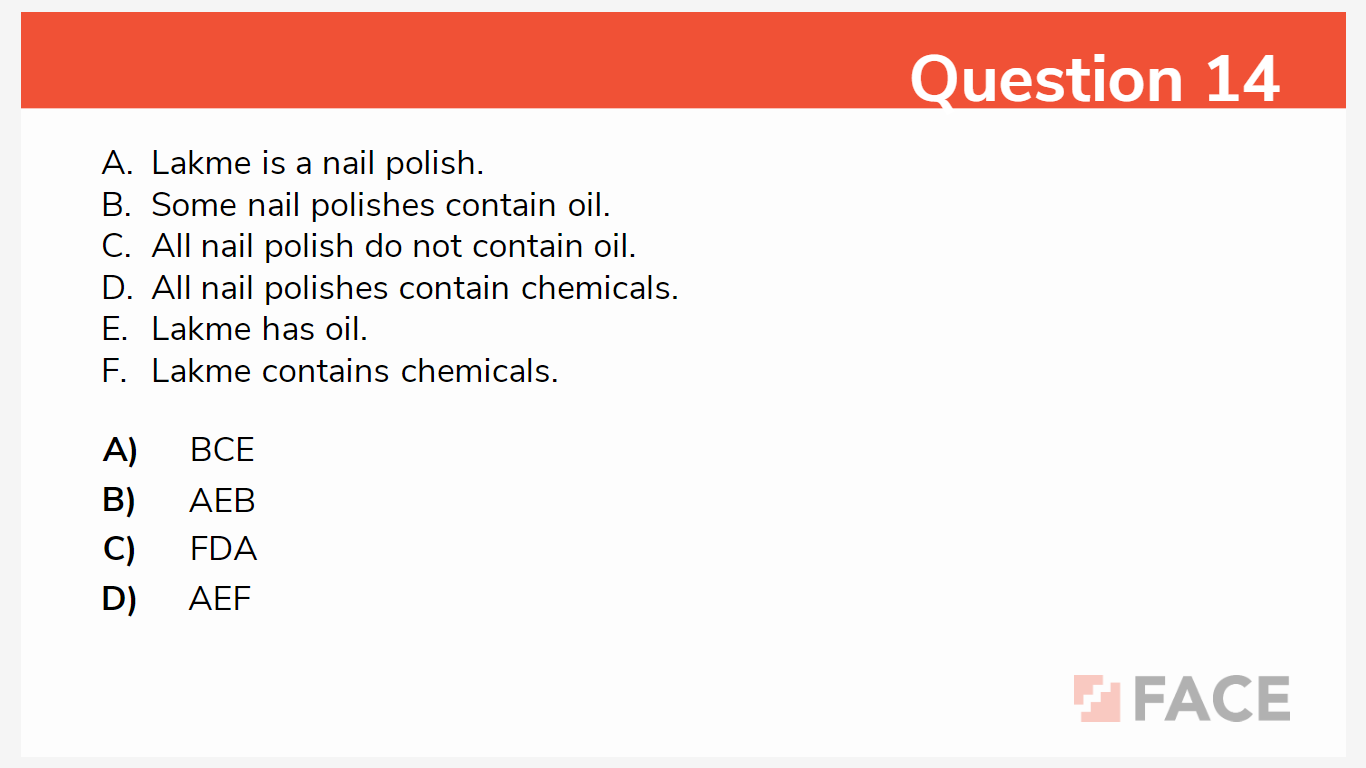 Question 14
A. Lakme is a nail polish.
B. Some nail polishes contain oil.
C. All nail polish do not contain oil.
D. All nail polishes contain chemicals.
E. Lakme has oil.
F. Lakme contains chemicals.
A) BCE
B) AEB
C) FDA
D) AEF
FACE